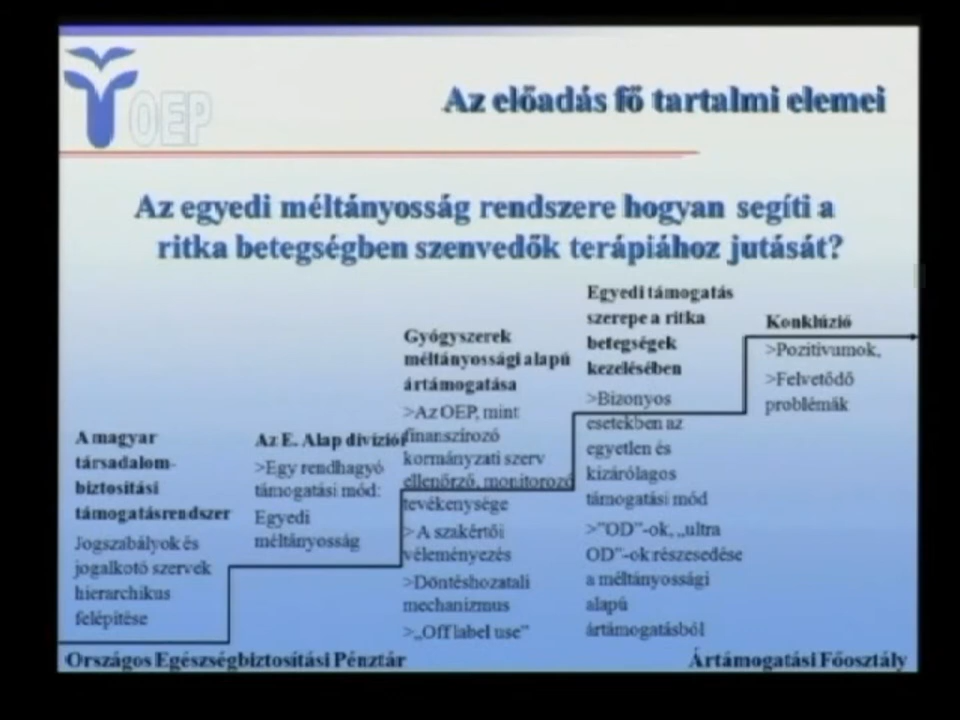 OEP
Az előadás fő tartalmi elemei
Az egyedi méltányosság rendszere hogyan segíti a
ritka betegségben szenvedők terápiához jutását?
A magyar
társadalom-
biztosítási
támogatásrendszer
Jogszabályok és
jogalkotó szervek
hierarchikus
felépítése
Az E. Alap divíziói
>Egy rendhagyó
támogatási mód:
Egyedi
méltányosság
Gyógyszerek
méltányossági alapú
ártámogatása
>Az OEP, mint
finanszírozó
kormányzati szerv
ellenőrző, monitorozó
tevékenysége
>A szakértői
véleményezés
>Döntéshozatali
mechanizmus
>„Off label use”
Egyedi támogatás
szerepe a ritka
betegségek
kezelésében
>Bizonyos
esetekben az
egyetlen és
kizárólagos
támogatási mód
>”OD”-ok, „ultra
OD”-ok részesedése
a méltányossági
alapú
ártámogatásból
Konklúzió
>Pozitívumok,
>Felvetődő
problémák
Országos Egészségbiztosítási Pénztár
Ártámogatási Főosztály